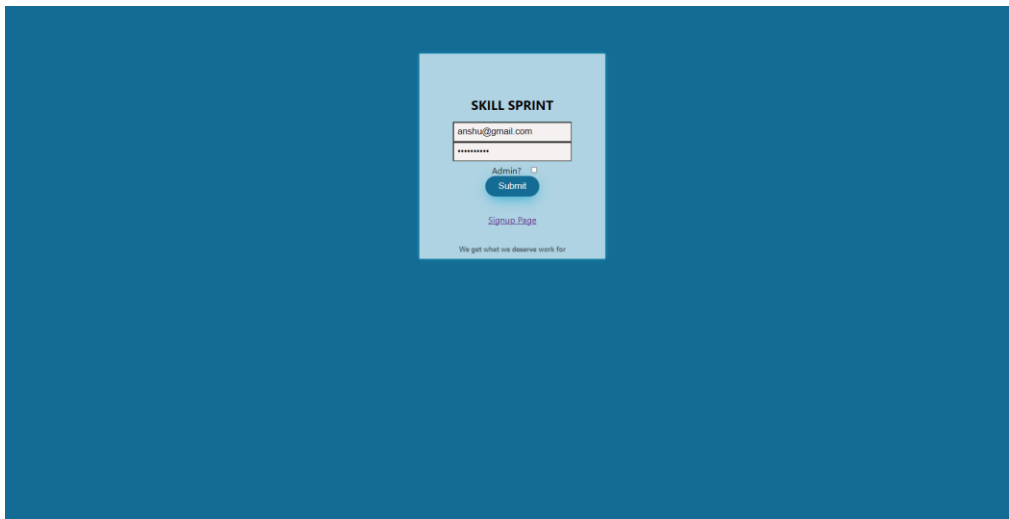 SKILL SPRINT
anshu@gmail.com
••••••••••
Admin?
Submit
Signup Page
We get what we deserve work for